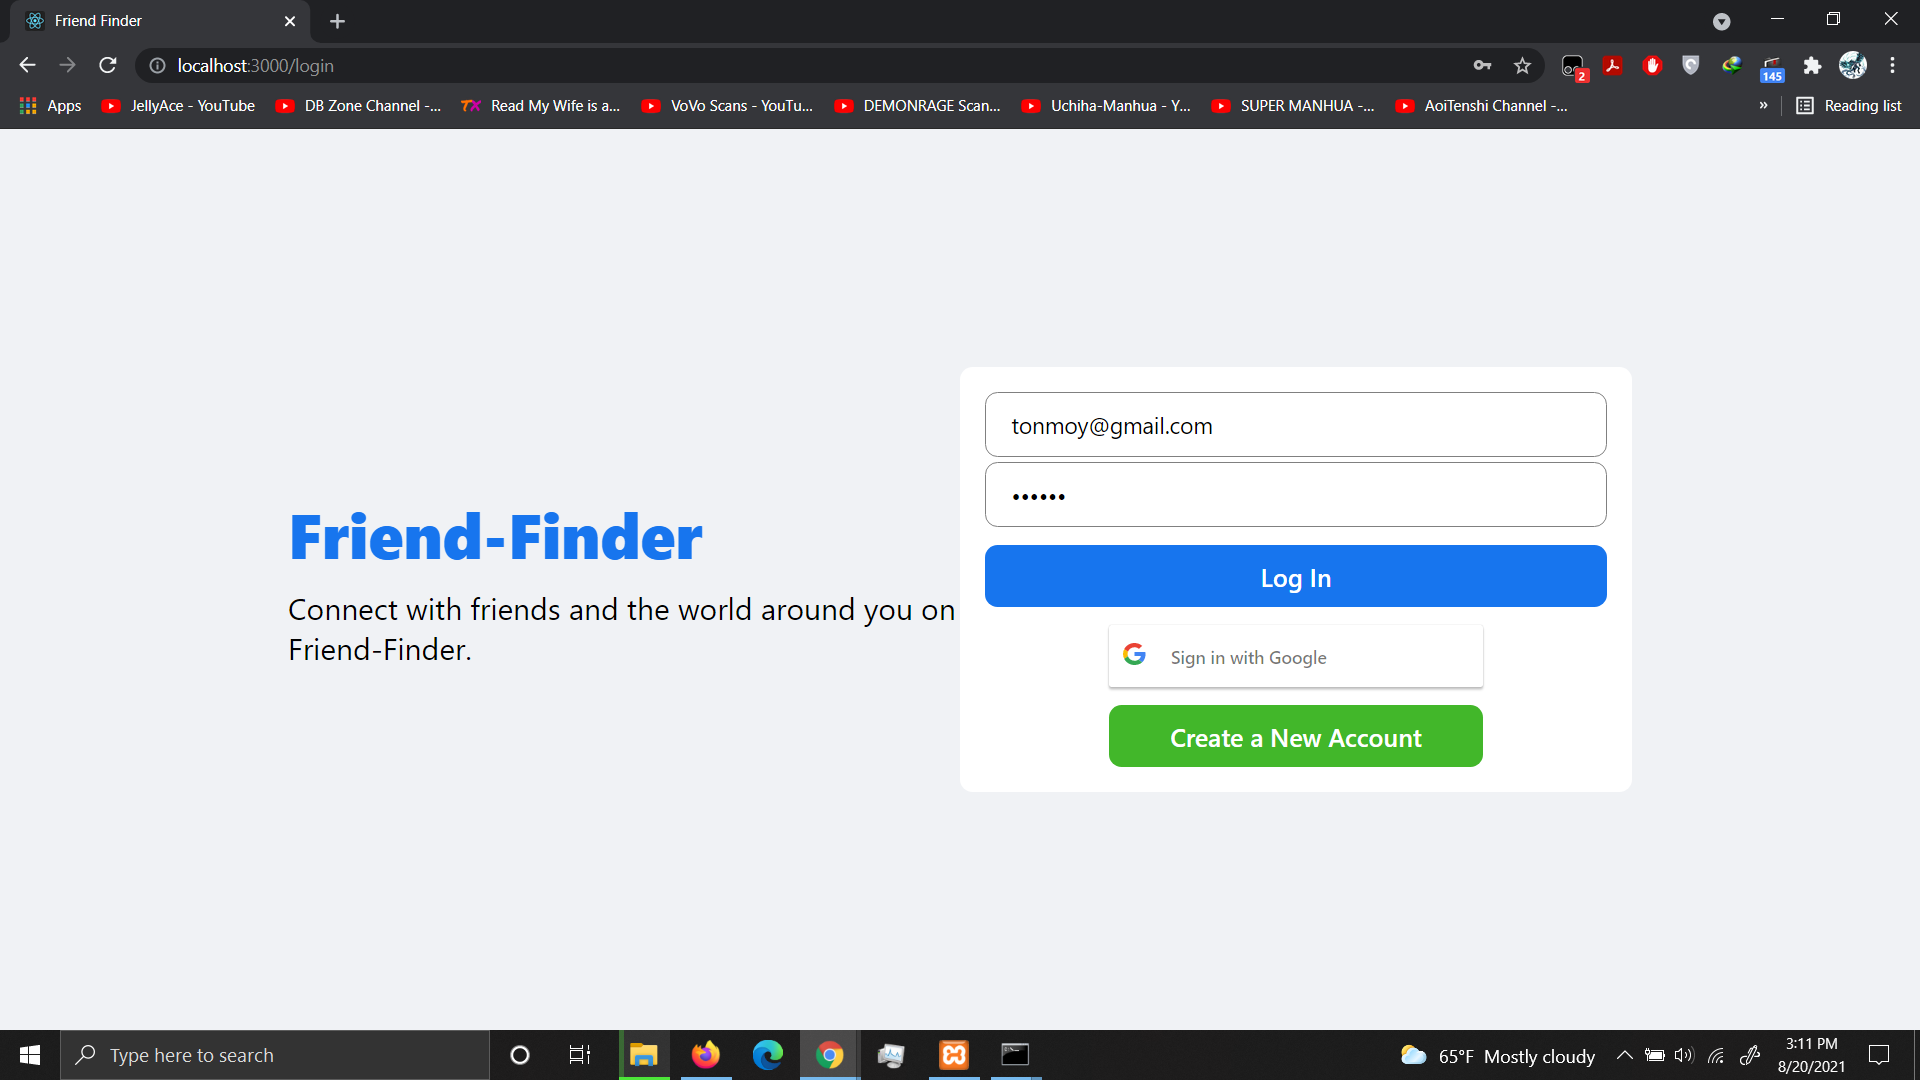 Friend Finder
localhost:3000/login
2
145
Apps
JellyAce - YouTube
DB Zone Channel -...
TX
Read My Wife is a...
VoVo Scans - YouTu...
DEMONRAGE Scan...
Uchiha-Manhua - Y...
SUPER MANHUA -...
AoiTenshi Channel -...
»
Reading list
tonmoy@gmail.com
••••••
Friend-Finder
Connect with friends and the world around you on
Friend-Finder.
Log In
Sign in with Google
Create a New Account
Type here to search
65°F Mostly cloudy
3:11 PM
8/20/2021